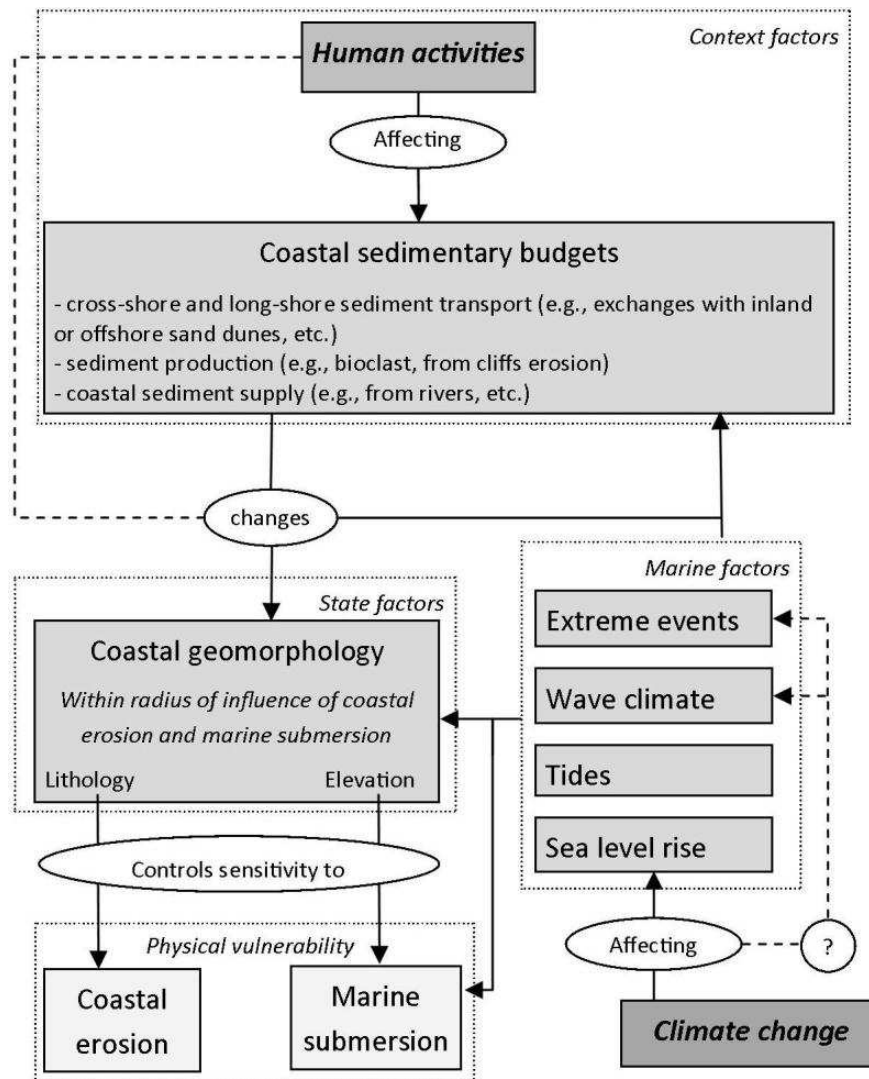 Human activities
Context factors
Affecting
Coastal sedimentary budgets
- cross-shore and long-shore sediment transport (e.g., exchanges with inland
or offshore sand dunes, etc.)
- sediment production (e.g., bioclast, from cliffs erosion)
- coastal sediment supply (e.g., from rivers, etc.)
changes
State factors
Coastal geomorphology
Within radius of influence of coastal
erosion and marine submersion
Lithology
Elevation
Controls sensitivity to
Physical vulnerability
Coastal
erosion
Marine
submersion
Marine factors
Extreme events
Wave climate
Tides
Sea level rise
Affecting
?
Climate change